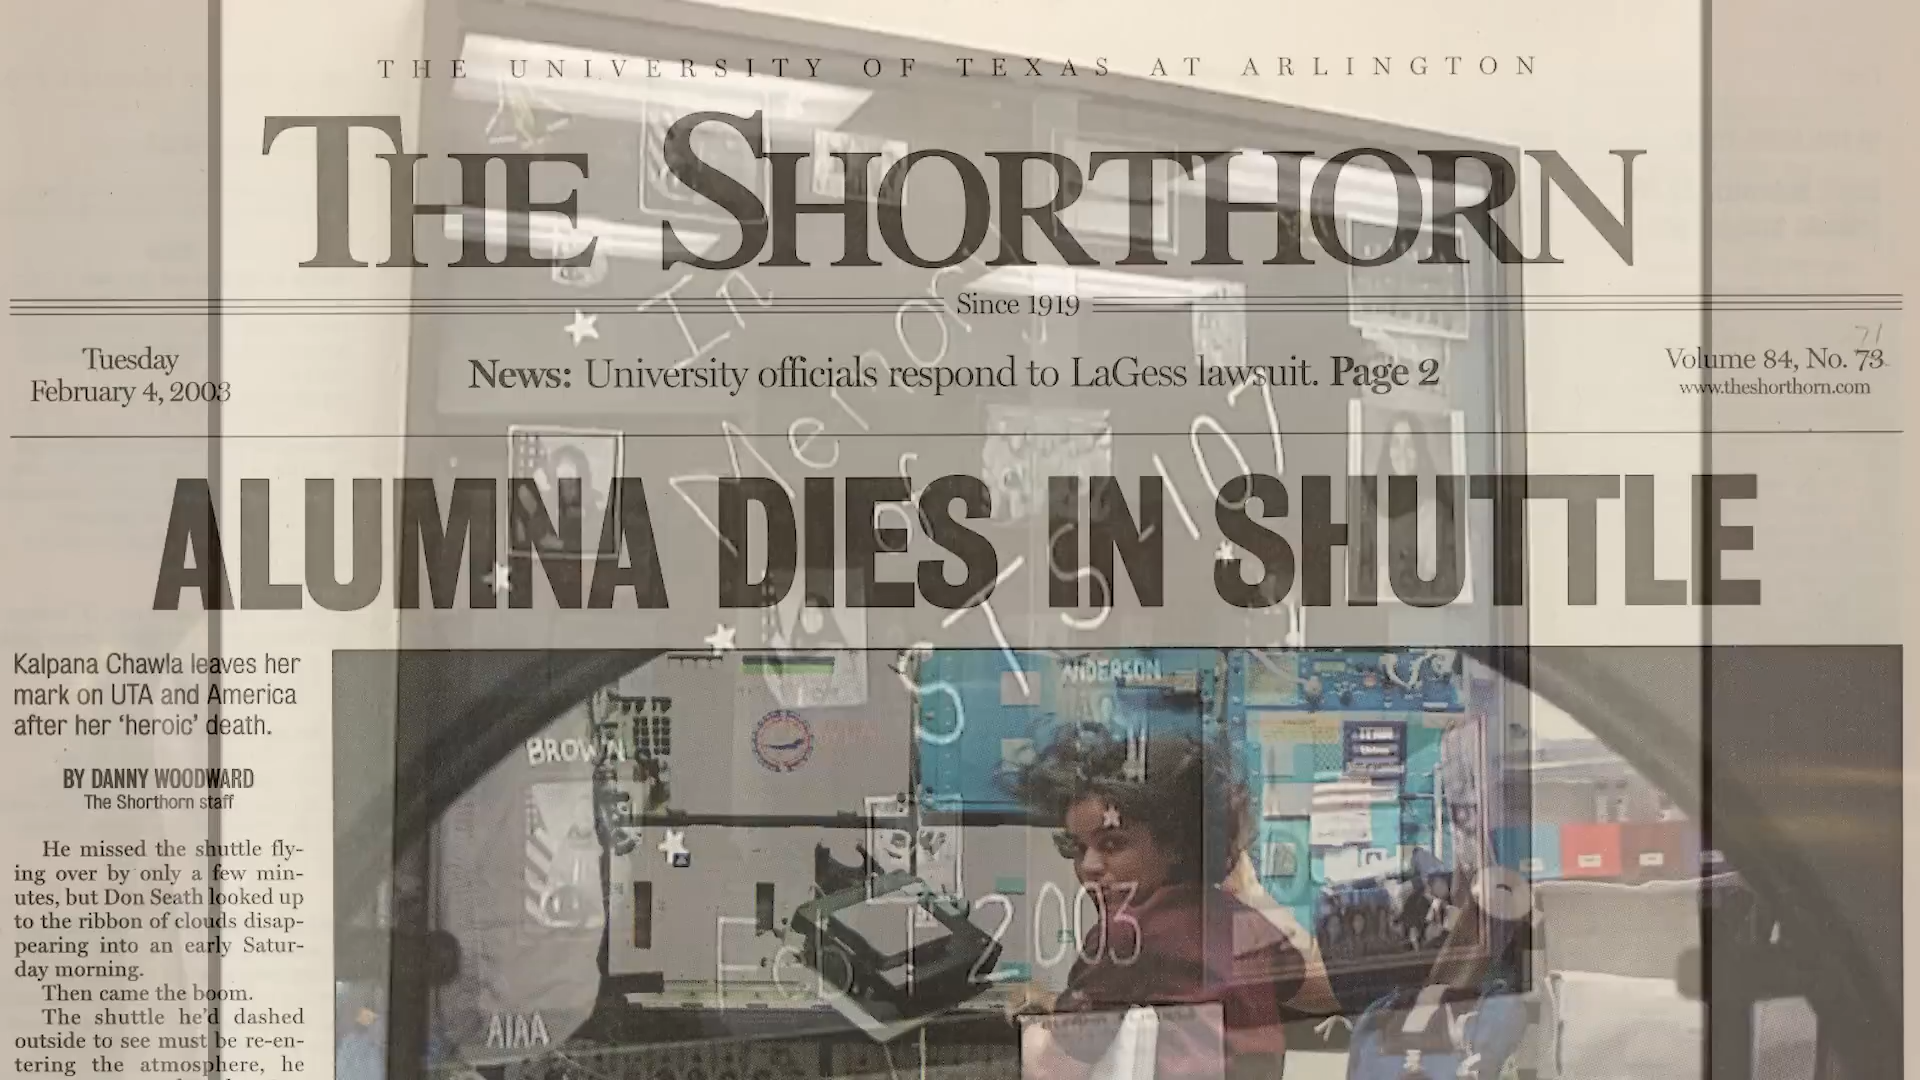 THE UNIVERSITY OF TEXAS AT ARLINGTON
THE SHORTHORN
Since 1919
Tuesday
February 4, 2003
News: University officials respond to LaGess lawsuit. Page 2
71
Volume 84, No. 73
www.theshorthorn.com
ALUMNA DIES IN SHUTTLE
Kalpana Chawla leaves her
mark on UTA and America
after her ‘heroic’ death.
BY DANNY WOODWARD
The Shorthorn staff
He missed the shuttle fly-
ing over by only a few min-
utes, but Don Seath looked up
to the ribbon of clouds disap-
pearing into an early Satur-
day morning.
Then came the boom.
The shuttle he’d dashed
outside to see must be re-en-
tering the atmosphere, he
In
Memory
of
STS-107
ANDERSON
BROWN
Feb 1 2003
AIAA